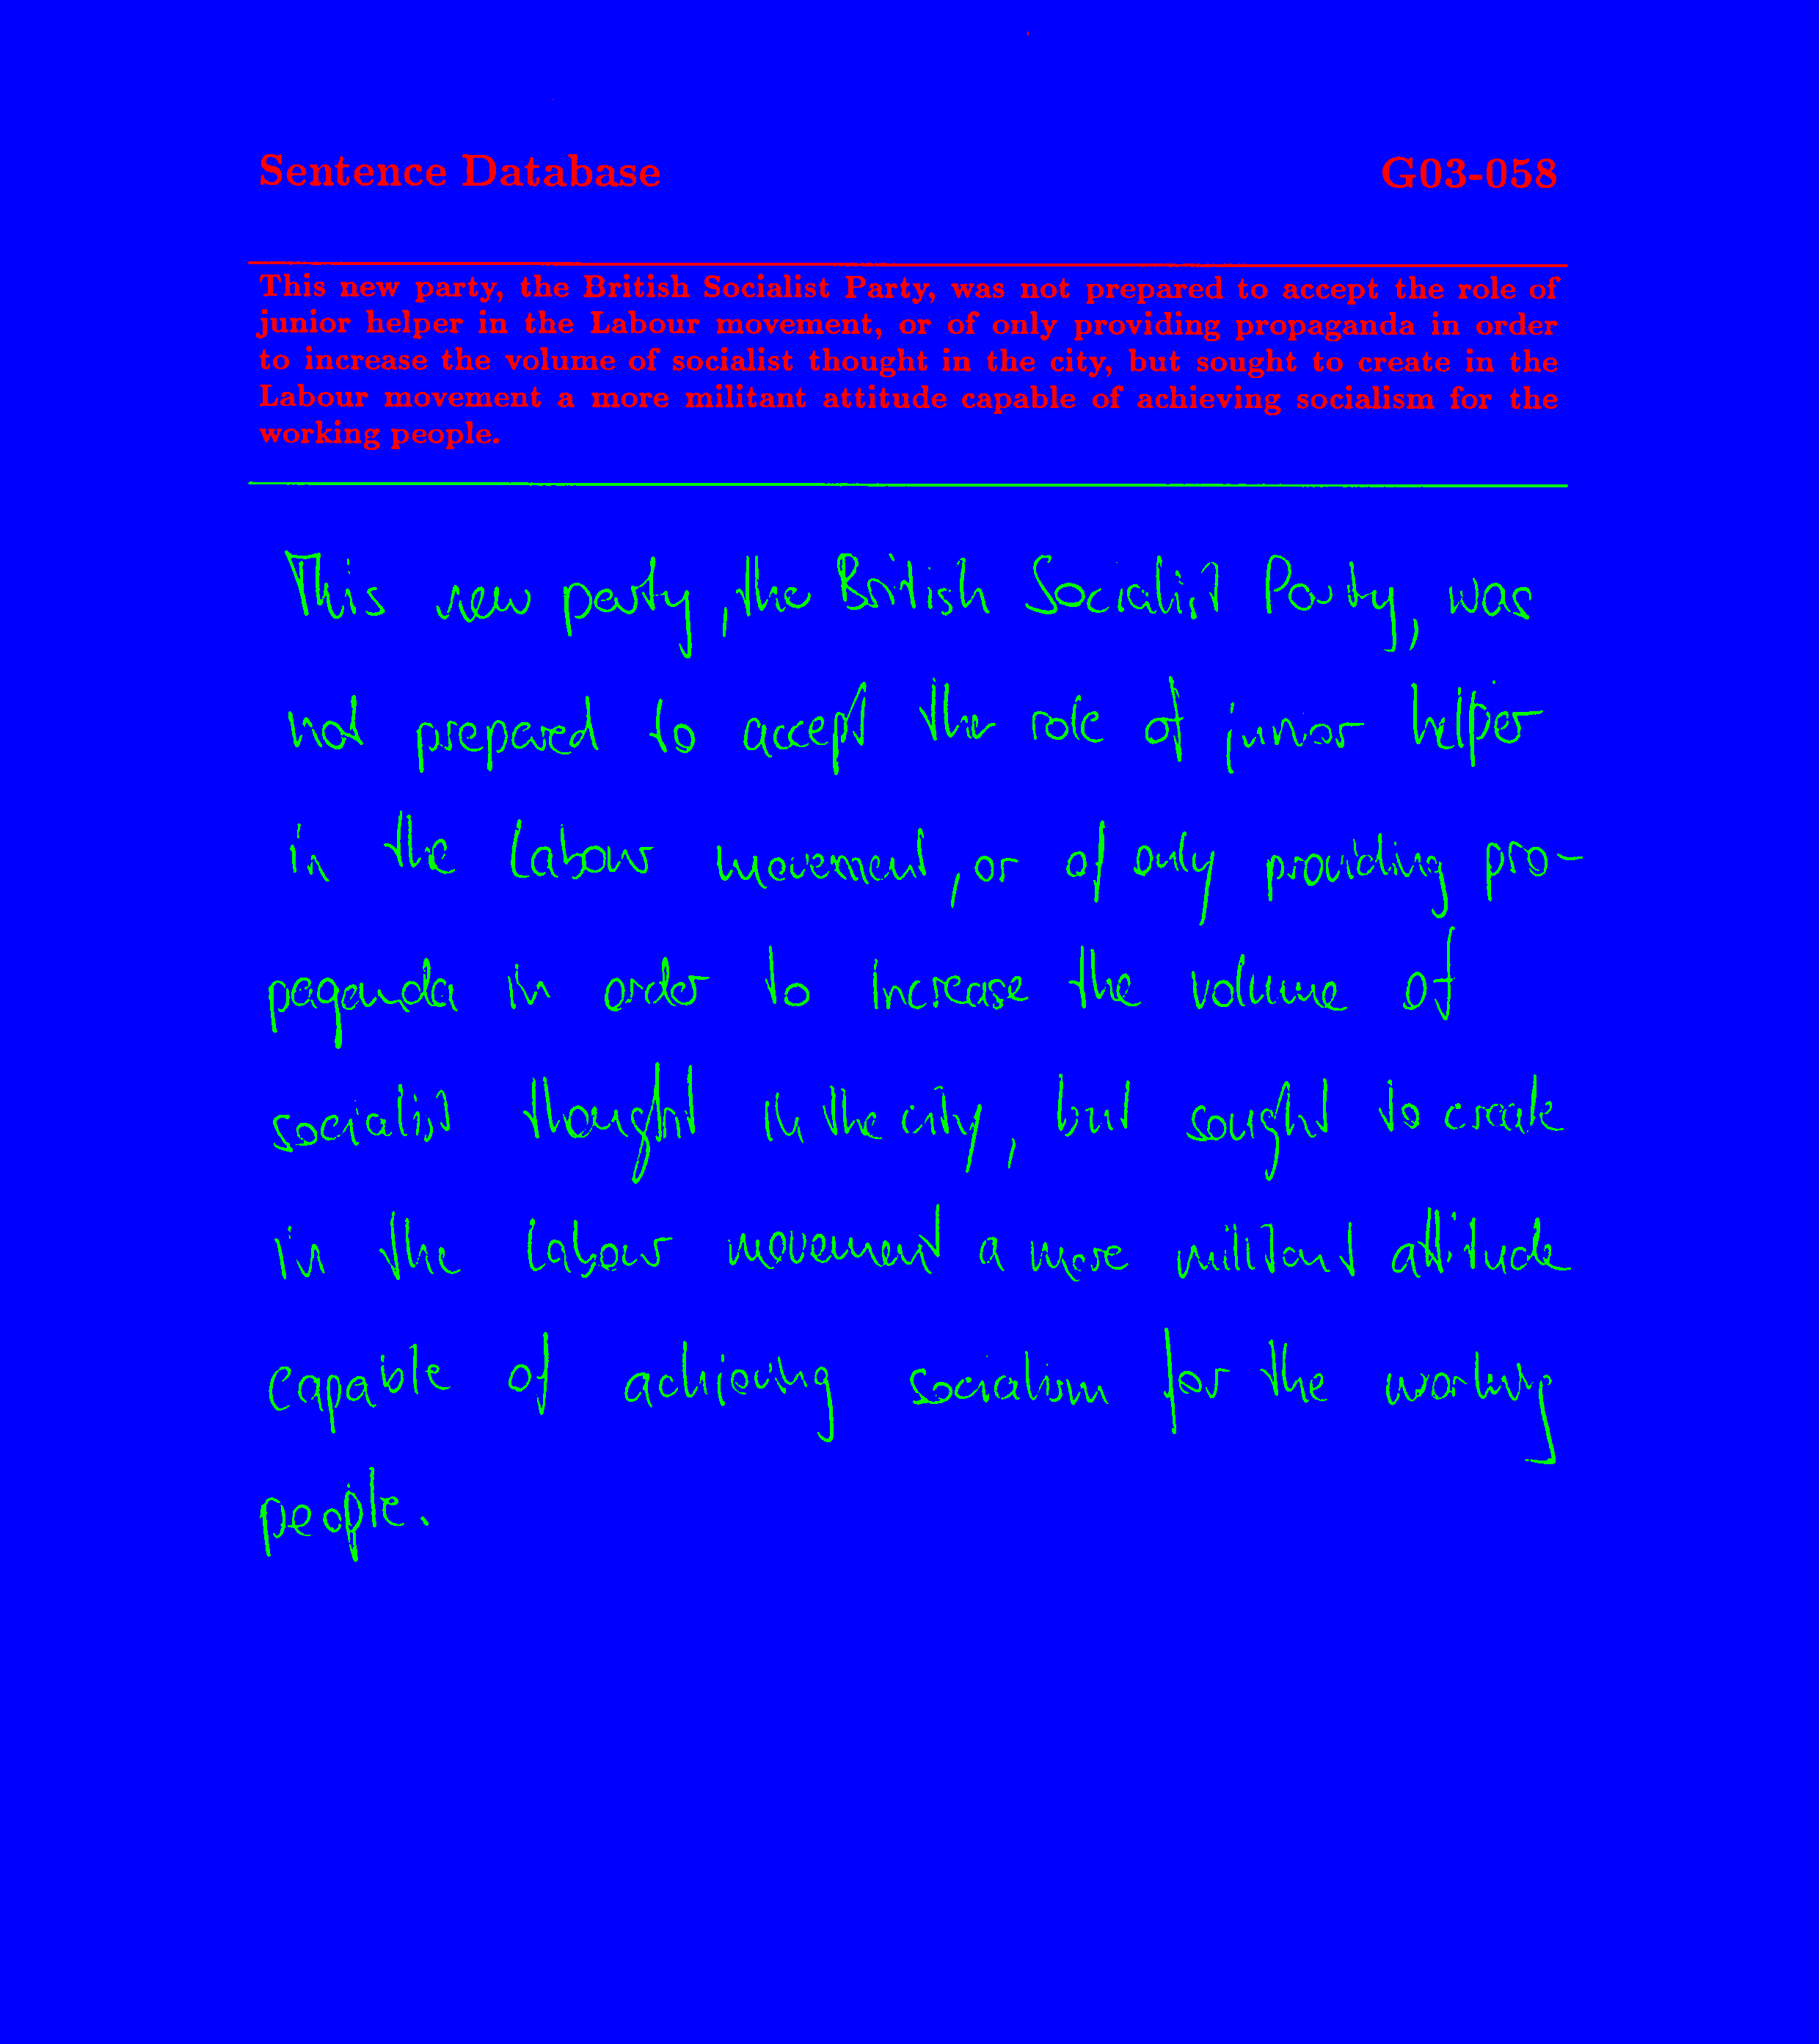 Sentence Database G03-058
This new party, the British Socialist Party, was not prepared to accept the role of
junior helper in the Labour movement, or of only providing propaganda in order
to increase the volume of socialist thought in the city, but sought to create in the
Labour movement a more militant attitude capable of achieving socialism for the
working people.
This new party, the British Socialist Party, was
not prepared to accept the role of junior helper
in the Labour movement, or of only providing pro-
paganda in order to increase the volume of
socialist thought in the city, but sought to create
in the Labour movement a more militant attitude
capable of achieving socialism for the working
people.